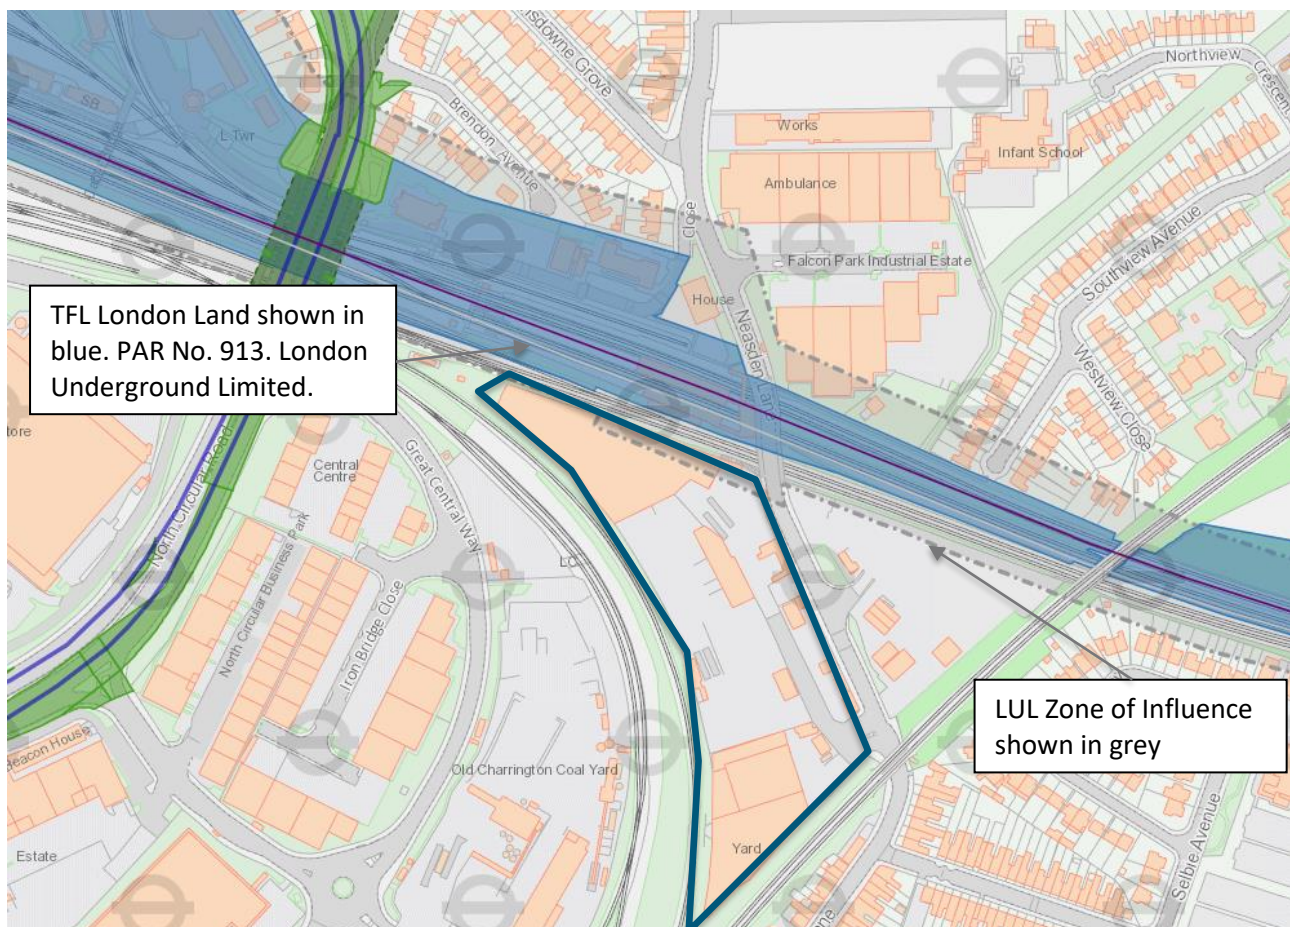 nsdowne Grove
Northview
Crescent
SB
L Twr
Brendon Avenue
Works
Infant School
Ambulance
Close
Southview Avenue
Falcon Park Industrial Estate
House
TFL London Land shown in
blue. PAR No. 913. London
Underground Limited.
Neasden Lane
Westview Close
tore
North Circular Road
Central
Centre
Great Central Way
North Circular Business Park
Iron Bridge Close
LUL Zone of Influence
shown in grey
Beacon House
Old Charrington Coal Yard
Yard
Estate
Selbie Avenue